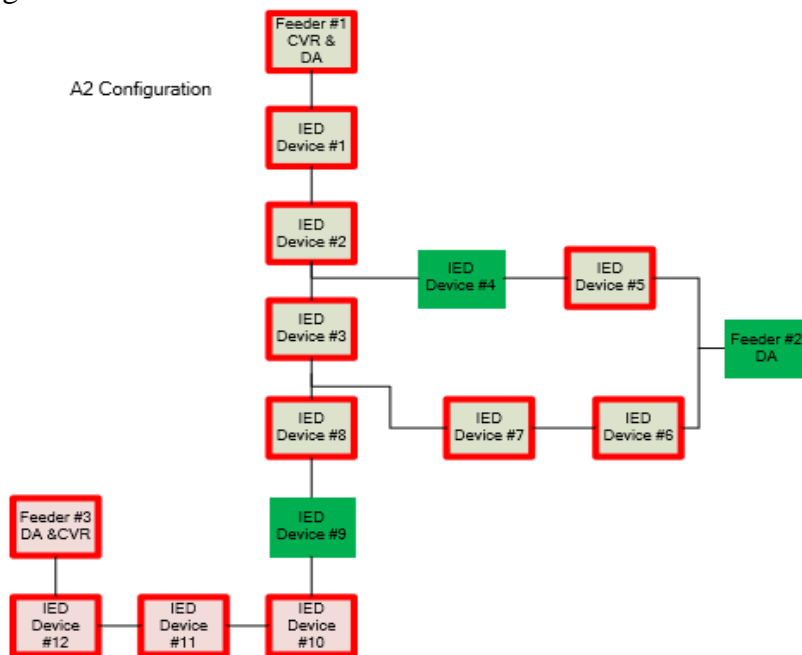 Feeder #1
CVR &
DA
A2 Configuration
IED
Device #1
IED
Device #2
IED
Device #4
IED
Device #5
IED
Device #3
Feeder #2
DA
IED
Device #8
IED
Device #7
IED
Device #6
Feeder #3
DA &CVR
IED
Device #9
IED
Device
#12
IED
Device
#11
IED
Device
#10